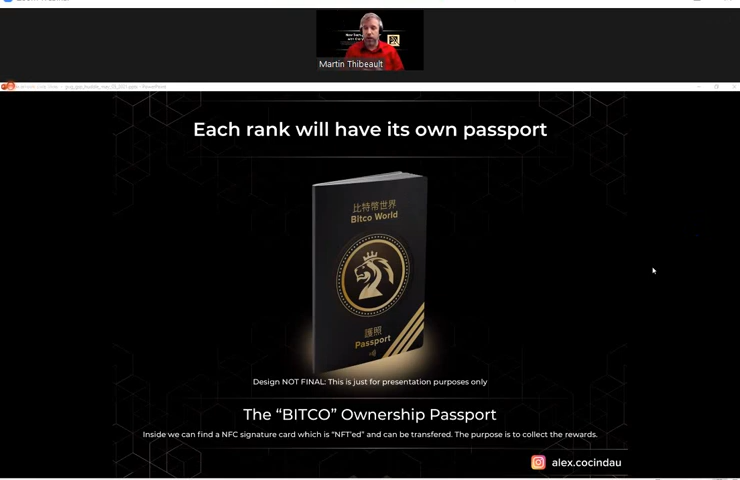 Martin Thibeault
Each rank will have its own passport
比特幣世界
Bitco World
護照
Passport
Design NOT FINAL: This is just for presentation purposes only
The “BITCO” Ownership Passport
Inside we can find a NFC signature card which is “NFT’ed” and can be transfered. The purpose is to collect the rewards.
alex.cocindau